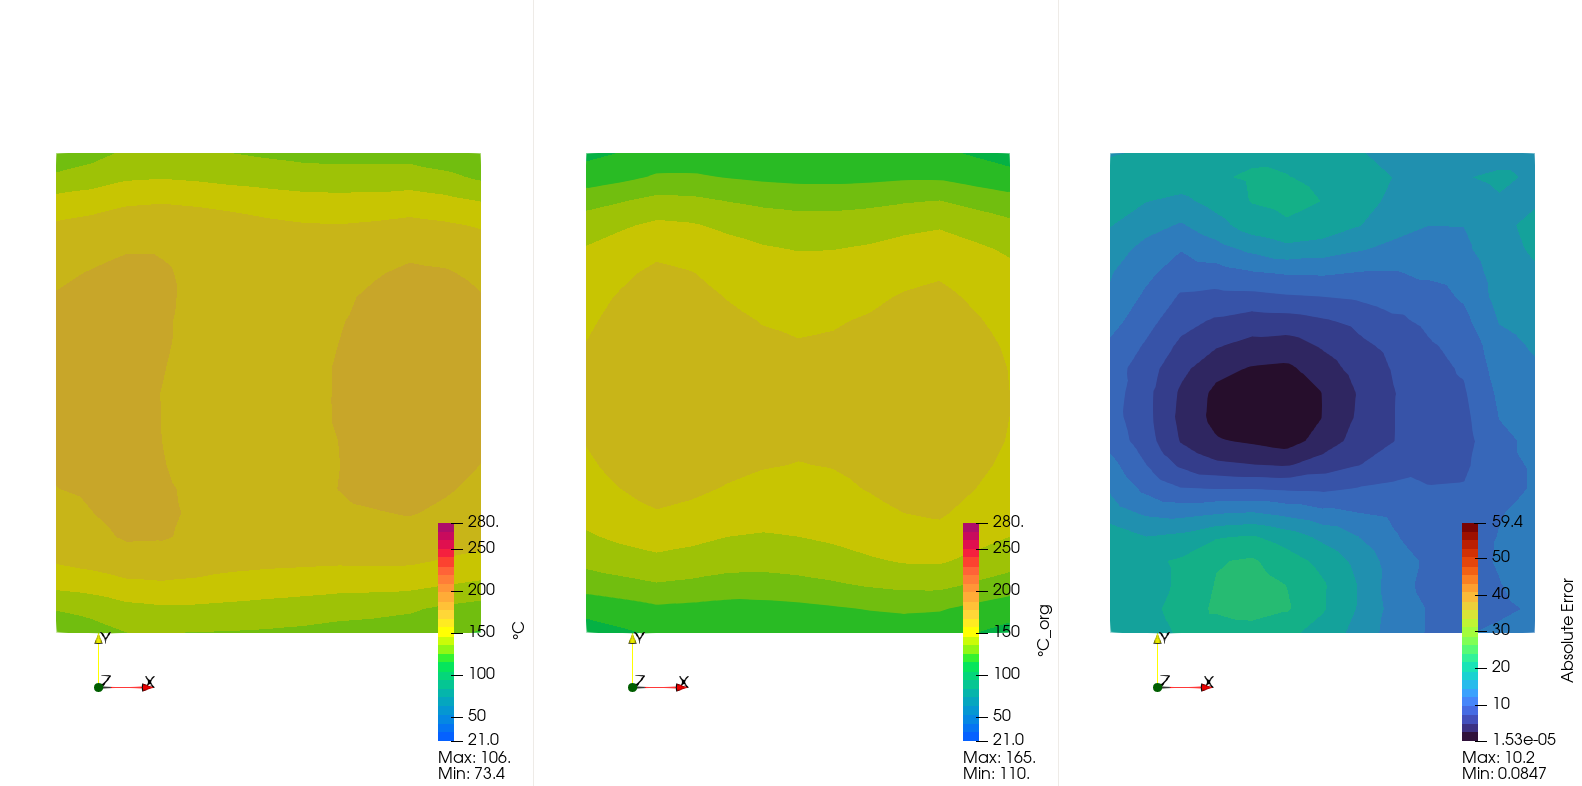 280.
250
200
150
100
50
21.0
°C
Max: 106.
Min: 73.4
Y
Z
X
280.
250
200
150
100
50
21.0
°C_org
Max: 165.
Min: 110.
Y
Z
X
59.4
50
40
30
20
10
1.53e-05
Absolute Error
Max: 10.2
Min: 0.0847
Y
Z
X